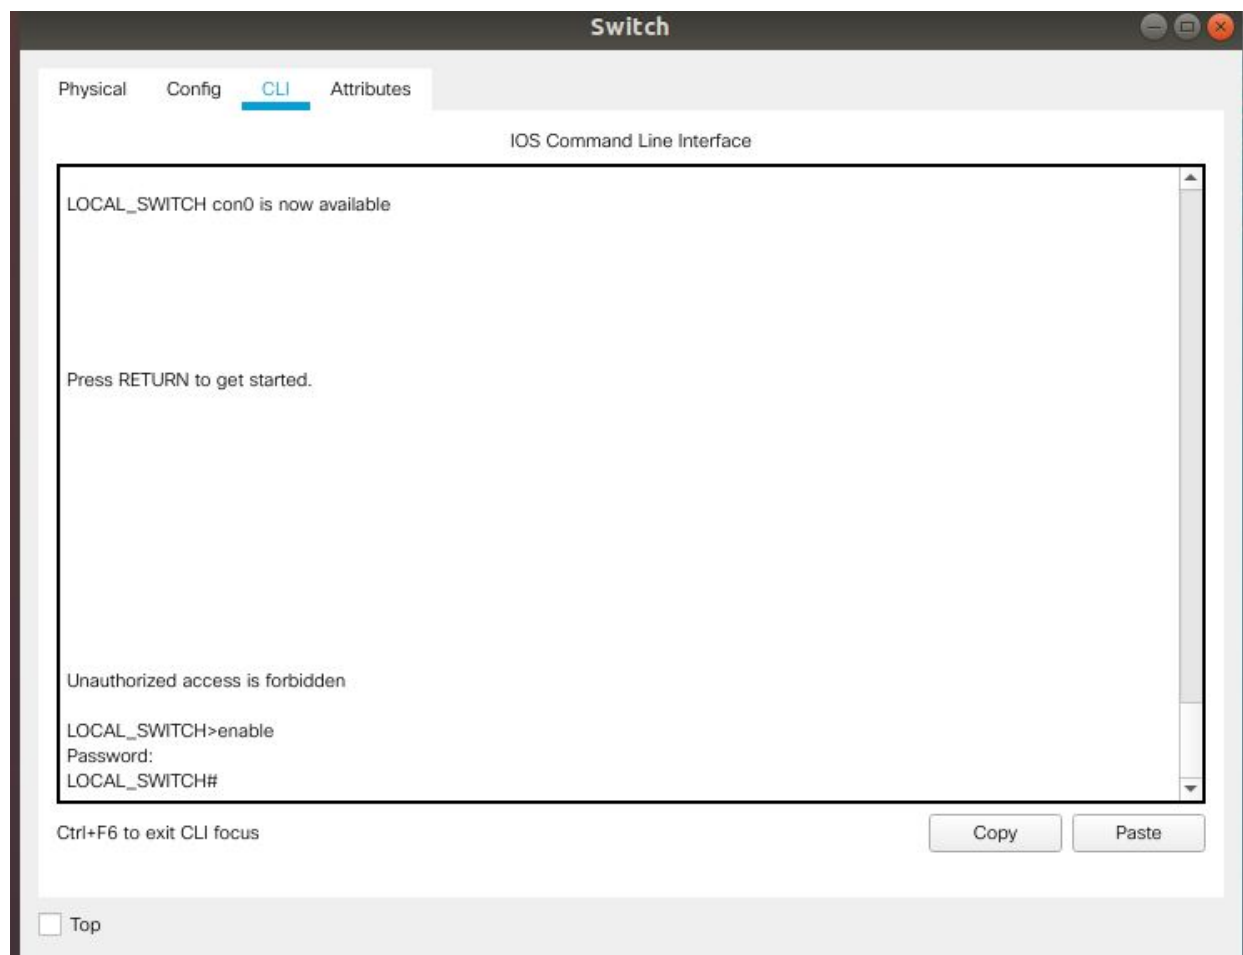 Switch
Physical Config CLI Attributes
IOS Command Line Interface
LOCAL_SWITCH con0 is now available
Press RETURN to get started.
Unauthorized access is forbidden
LOCAL_SWITCH>enable
Password:
LOCAL_SWITCH#
Ctrl+F6 to exit CLI focus
Copy Paste
Top